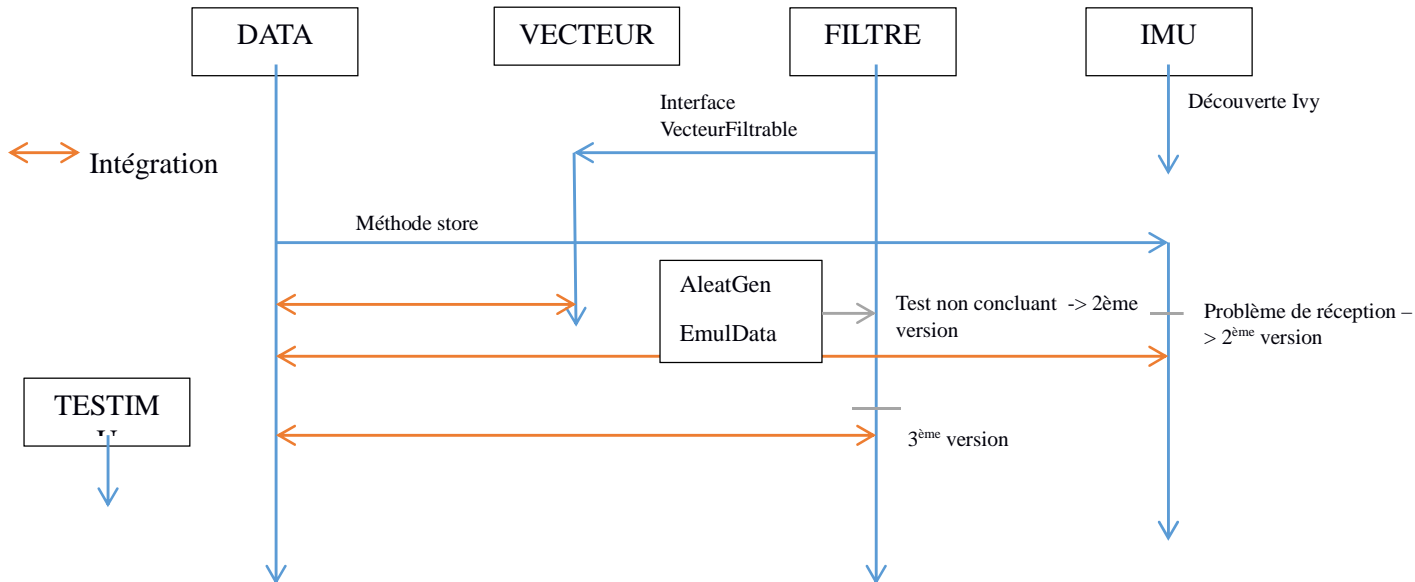 DATA
VECTEUR
FILTRE
IMU
Interface
VecteurFiltrable
Découverte Ivy
Intégration
Méthode store
AleatGen
EmulData
Test non concluant -> 2ème
version
Problème de réception –
> 2ème version
TESTIM
3ème version